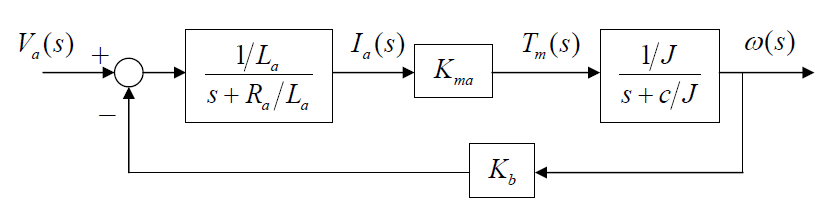 V_a(s) + − 1/L_a / (s + R_a/L_a) I_a(s) K_ma T_m(s) 1/J / (s + c/J) ω(s)
K_b